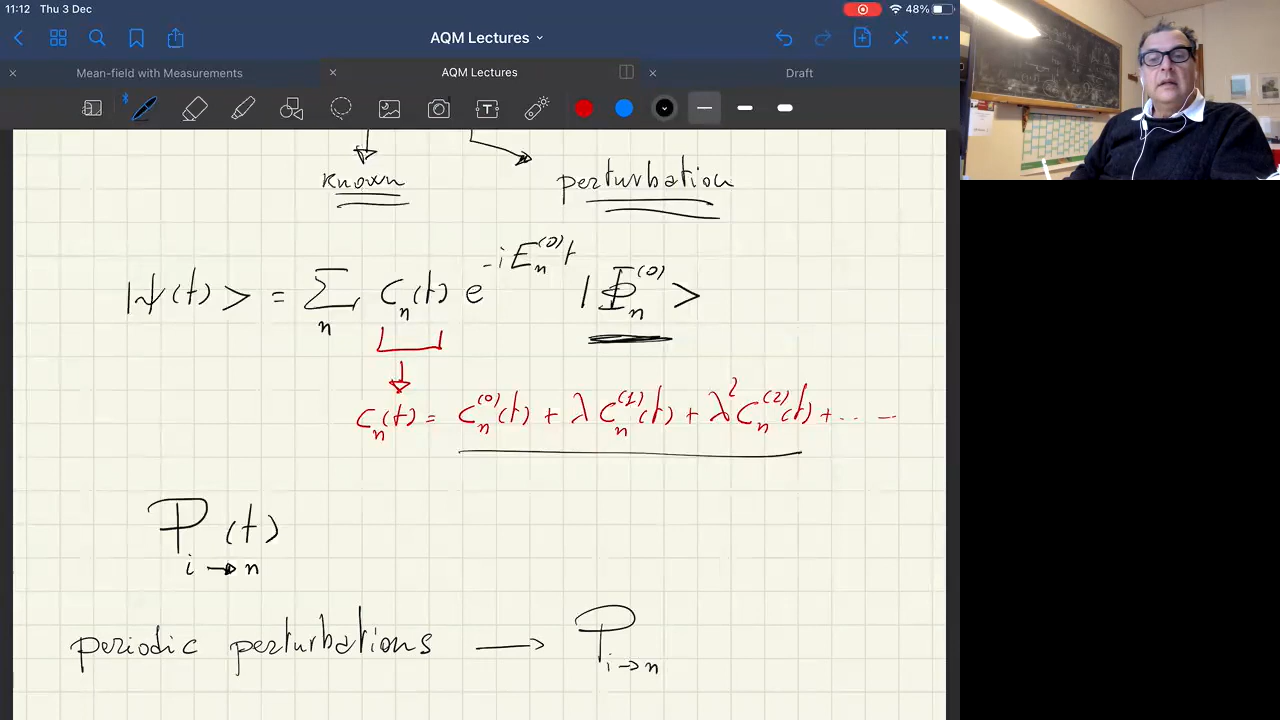 11:12 Thu 3 Dec 48%
AQM Lectures
Mean-field with Measurements AQM Lectures Draft
known perturbation
|ψ(t)> = Σ_n c_n(t) e^{-iE_n^{(0)}t} |Φ_n^{(0)}>
c_n(t) = c_n^{(0)}(t) + λ c_n^{(1)}(t) + λ² c_n^{(2)}(t) + ....
P_{i→n}(t)
periodic perturbations → P_{i→n}